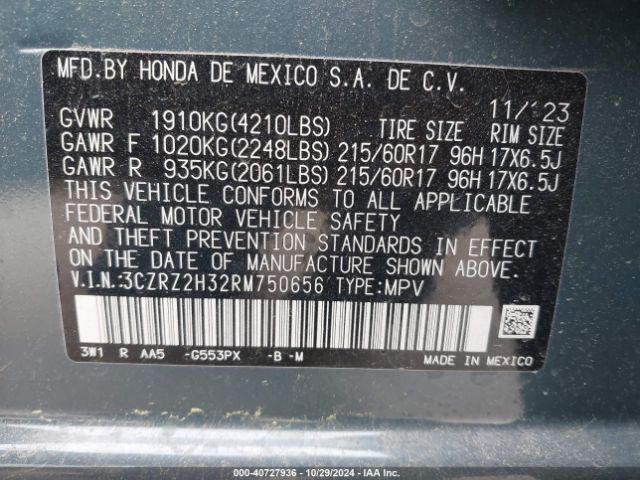 MFD.BY HONDA DE MEXICO S.A. DE C.V.
11/ 23
GVWR 1910KG(4210LBS) TIRE SIZE RIM SIZE
GAWR F 1020KG(2248LBS) 215/60R17 96H 17X6.5J
GAWR R 935KG(2061LBS) 215/60R17 96H 17X6.5J
THIS VEHICLE CONFORMS TO ALL APPLICABLE
FEDERAL MOTOR VEHICLE SAFETY
AND THEFT PREVENTION STANDARDS IN EFFECT
ON THE DATE OF MANUFACTURE SHOWN ABOVE.
V.I.N.:3CZRZ2H32RM750656 TYPE:MPV
3W1 R AA5 -G553PX -B -M
MADE IN MEXICO
000-40727936 - 10/29/2024 - IAA Inc.